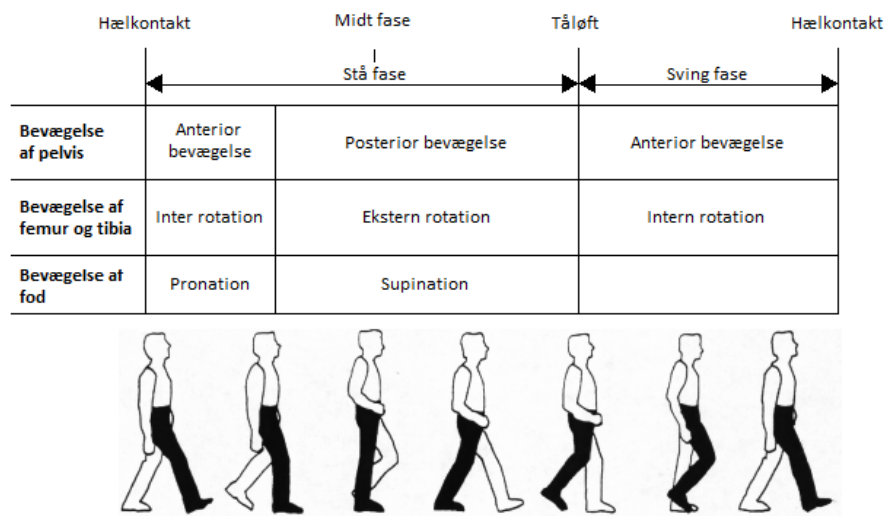 Hælkontakt Midt fase Tåløft Hælkontakt
Stå fase Sving fase
Bevægelse
af pelvis
Anterior
bevægelse
Posterior bevægelse
Anterior bevægelse
Bevægelse af
femur og tibia
Inter rotation
Ekstern rotation
Intern rotation
Bevægelse af
fod
Pronation
Supination